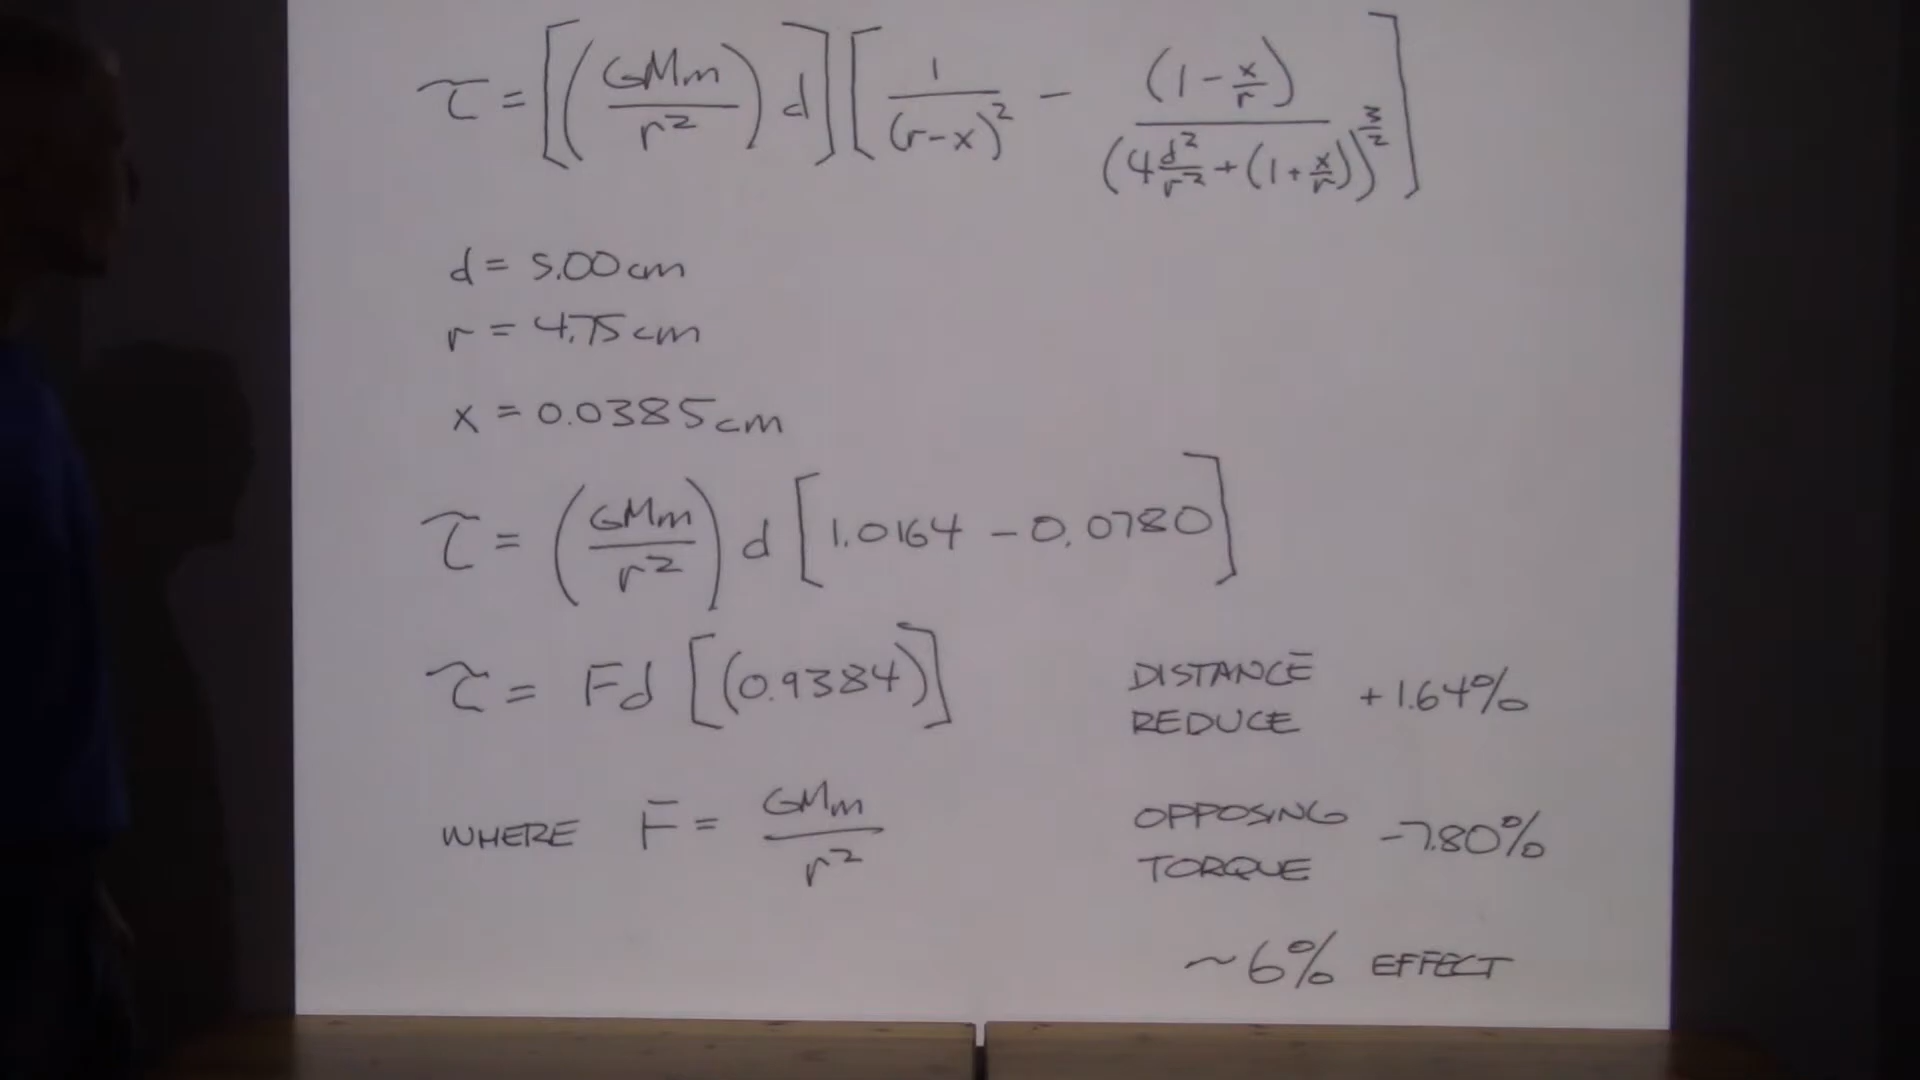 τ = [(GMm/r²) d] [1/(r-x)² - (1 - x/r)/(4 d²/r² + (1 + x/r))^(3/2)]
d = 5.00 cm
r = 4.75 cm
x = 0.0385 cm
τ = (GMm/r²) d [1.0164 - 0.0780]
τ = Fd [(0.9384)]
WHERE F = GMm/r²
DISTANCE REDUCE +1.64%
OPPOSING TORQUE -7.80%
~6% EFFECT